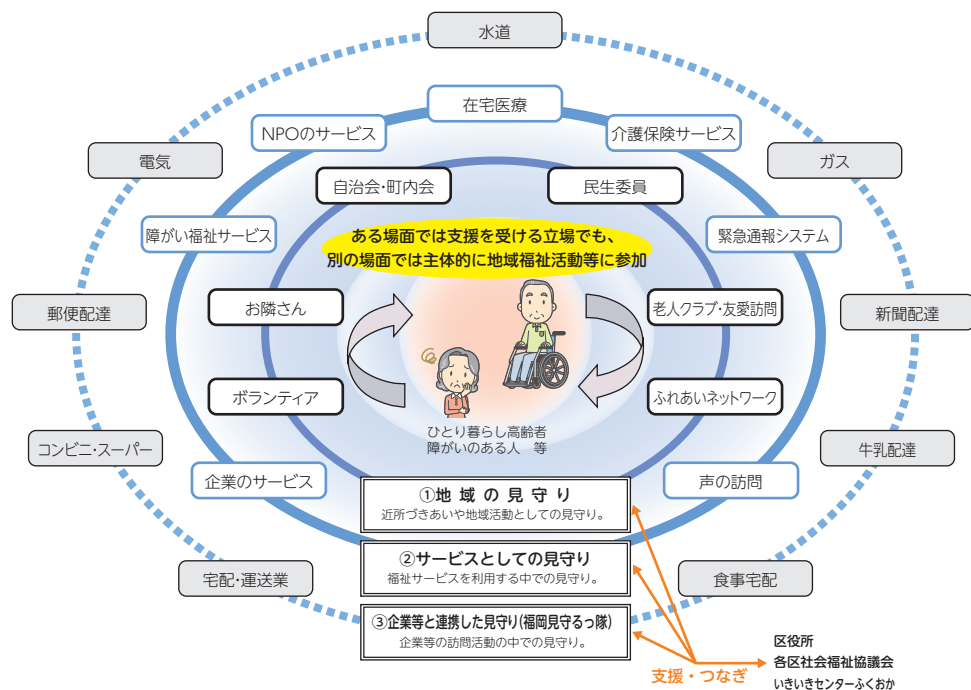 水道
在宅医療
NPOのサービス
介護保険サービス
電気
ガス
自治会・町内会
民生委員
障がい福祉サービス
緊急通報システム
ある場面では支援を受ける立場でも、
別の場面では主体的に地域福祉活動等に参加
郵便配達
お隣さん
老人クラブ・友愛訪問
新聞配達
ボランティア
ふれあいネットワーク
ひとり暮らし高齢者
障がいのある人 等
コンビニ・スーパー
牛乳配達
企業のサービス
声の訪問
①地域の見守り
近所づきあいや地域活動としての見守り。
②サービスとしての見守り
福祉サービスを利用する中での見守り。
宅配・運送業
食事宅配
③企業等と連携した見守り(福岡見守るっ隊)
企業等の訪問活動の中での見守り。
支援・つなぎ
区役所
各区社会福祉協議会
いきいきセンターふくおか